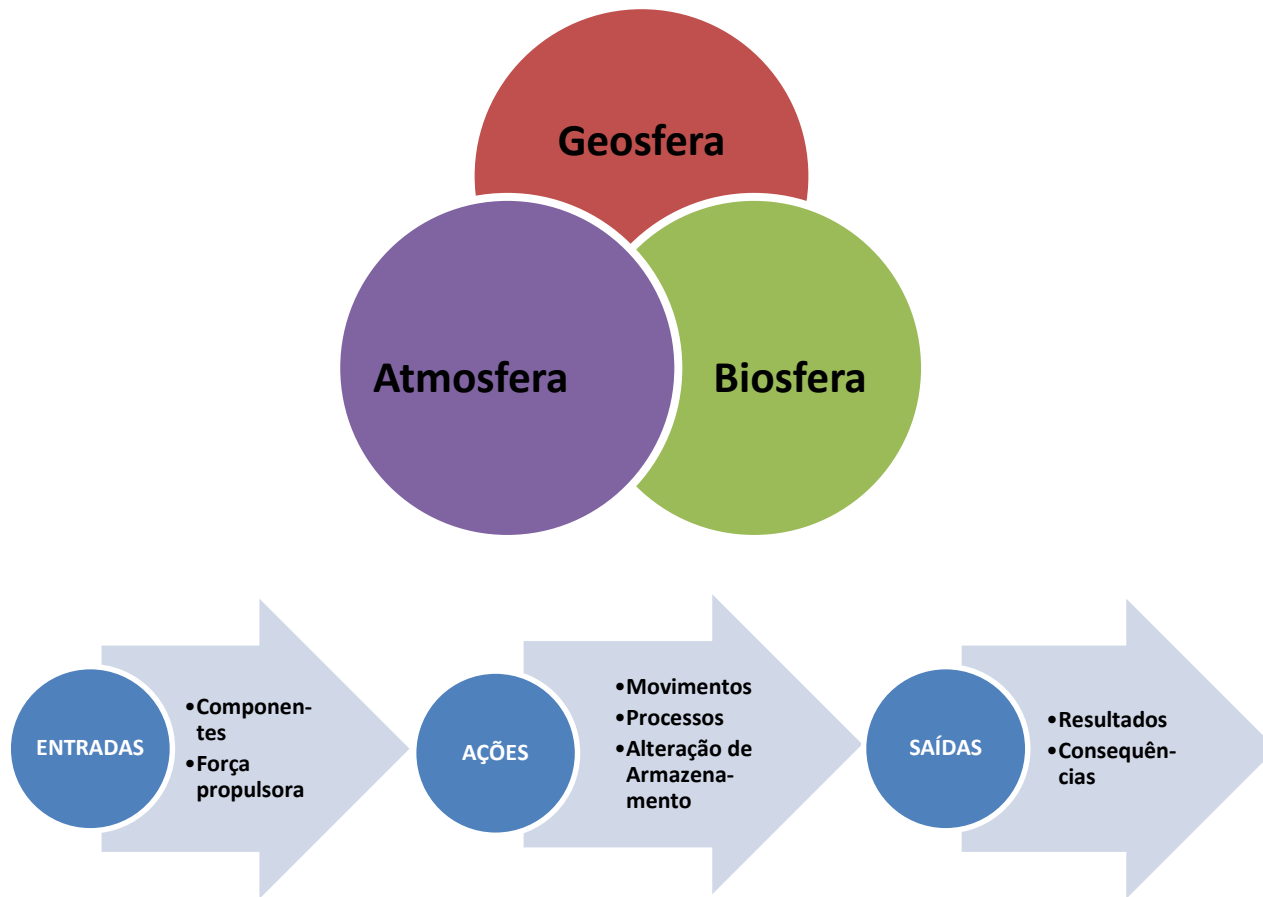 Geosfera
Atmosfera
Biosfera
ENTRADAS
•Componen-
tes
•Força
propulsora
AÇÕES
•Movimentos
•Processos
•Alteração de
Armazena-
mento
SAÍDAS
•Resultados
•Consequên-
cias